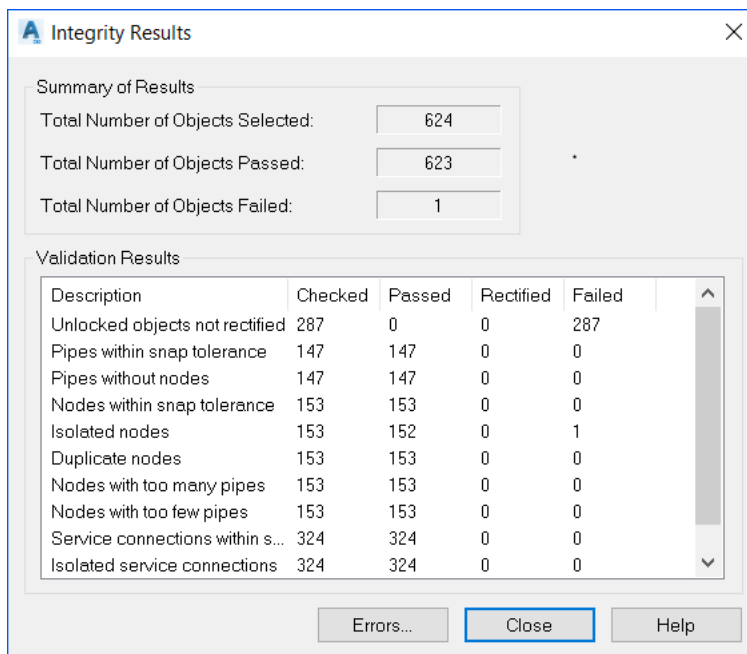 Integrity Results
Summary of Results
Total Number of Objects Selected: 624
Total Number of Objects Passed: 623
Total Number of Objects Failed: 1
Validation Results
Description Checked Passed Rectified Failed
Unlocked objects not rectified 287 0 0 287
Pipes within snap tolerance 147 147 0 0
Pipes without nodes 147 147 0 0
Nodes within snap tolerance 153 153 0 0
Isolated nodes 153 152 0 1
Duplicate nodes 153 153 0 0
Nodes with too many pipes 153 153 0 0
Nodes with too few pipes 153 153 0 0
Service connections within s... 324 324 0 0
Isolated service connections 324 324 0 0
Errors... Close Help